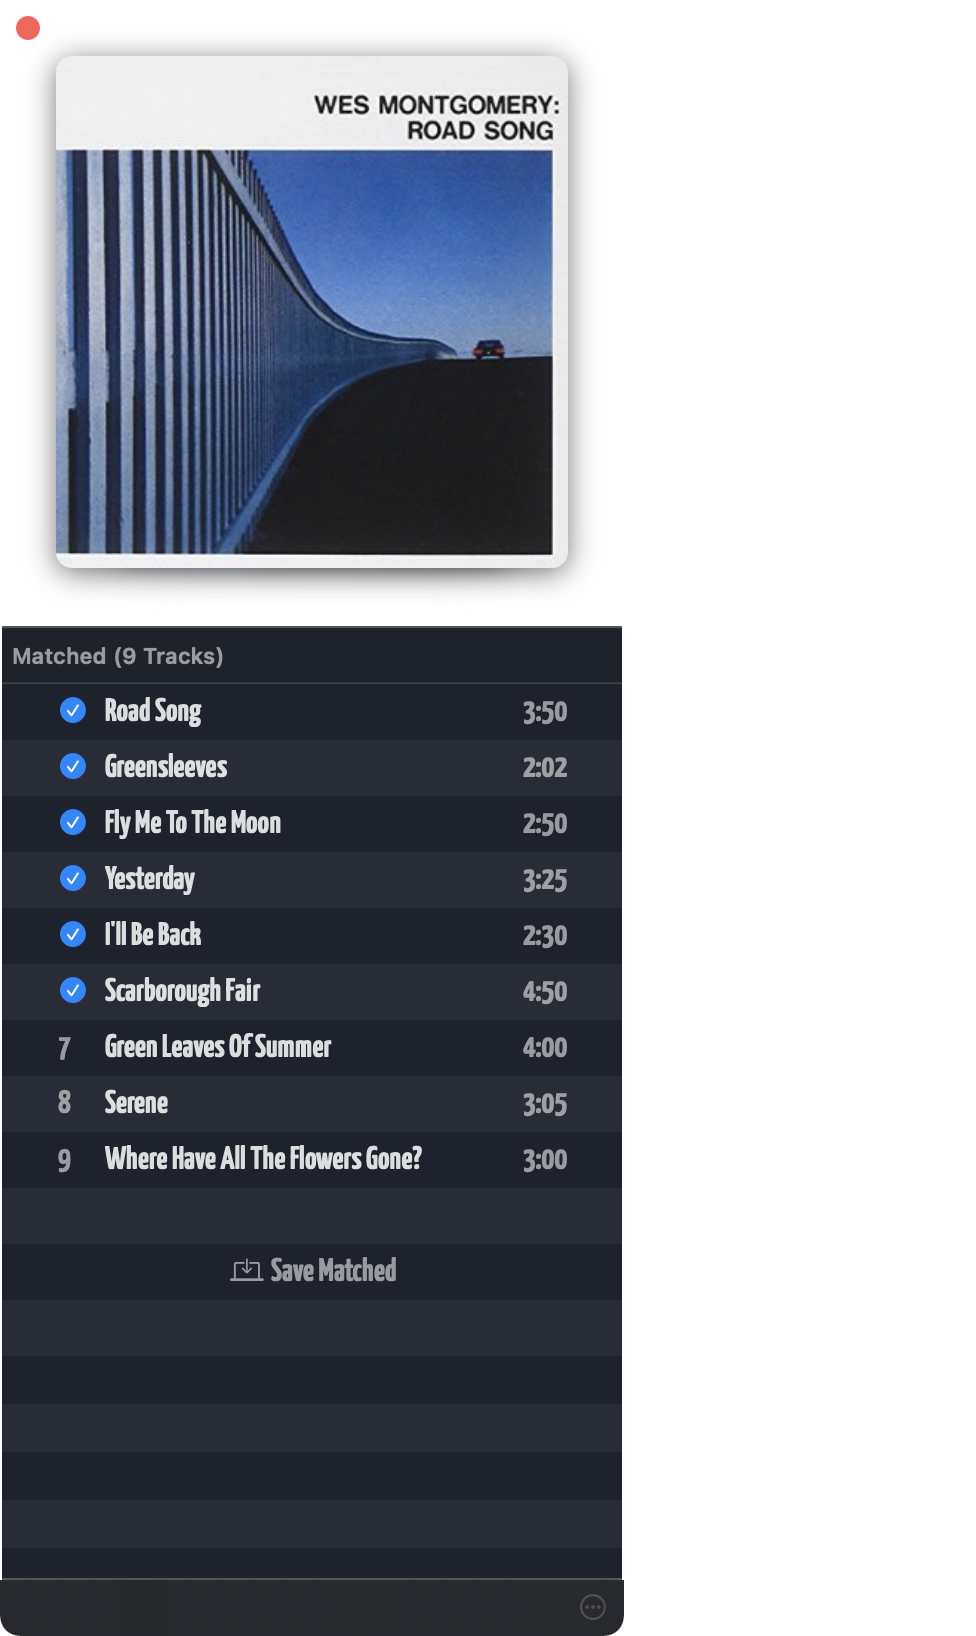 WES MONTGOMERY:
ROAD SONG
Matched (9 Tracks)
Road Song 3:50
Greensleeves 2:02
Fly Me To The Moon 2:50
Yesterday 3:25
I'll Be Back 2:30
Scarborough Fair 4:50
7 Green Leaves Of Summer 4:00
8 Serene 3:05
9 Where Have All The Flowers Gone? 3:00
Save Matched